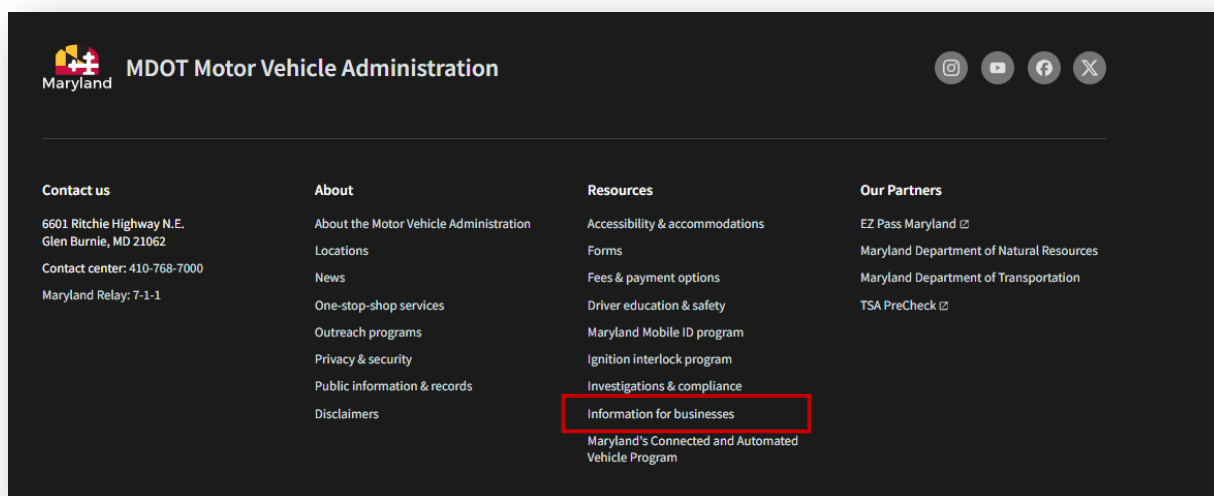 Maryland
MDOT Motor Vehicle Administration
Contact us
6601 Ritchie Highway N.E.
Glen Burnie, MD 21062
Contact center: 410-768-7000
Maryland Relay: 7-1-1
About
About the Motor Vehicle Administration
Locations
News
One-stop-shop services
Outreach programs
Privacy & security
Public information & records
Disclaimers
Resources
Accessibility & accommodations
Forms
Fees & payment options
Driver education & safety
Maryland Mobile ID program
Ignition interlock program
Investigations & compliance
Information for businesses
Maryland's Connected and Automated
Vehicle Program
Our Partners
EZ Pass Maryland
Maryland Department of Natural Resources
Maryland Department of Transportation
TSA PreCheck